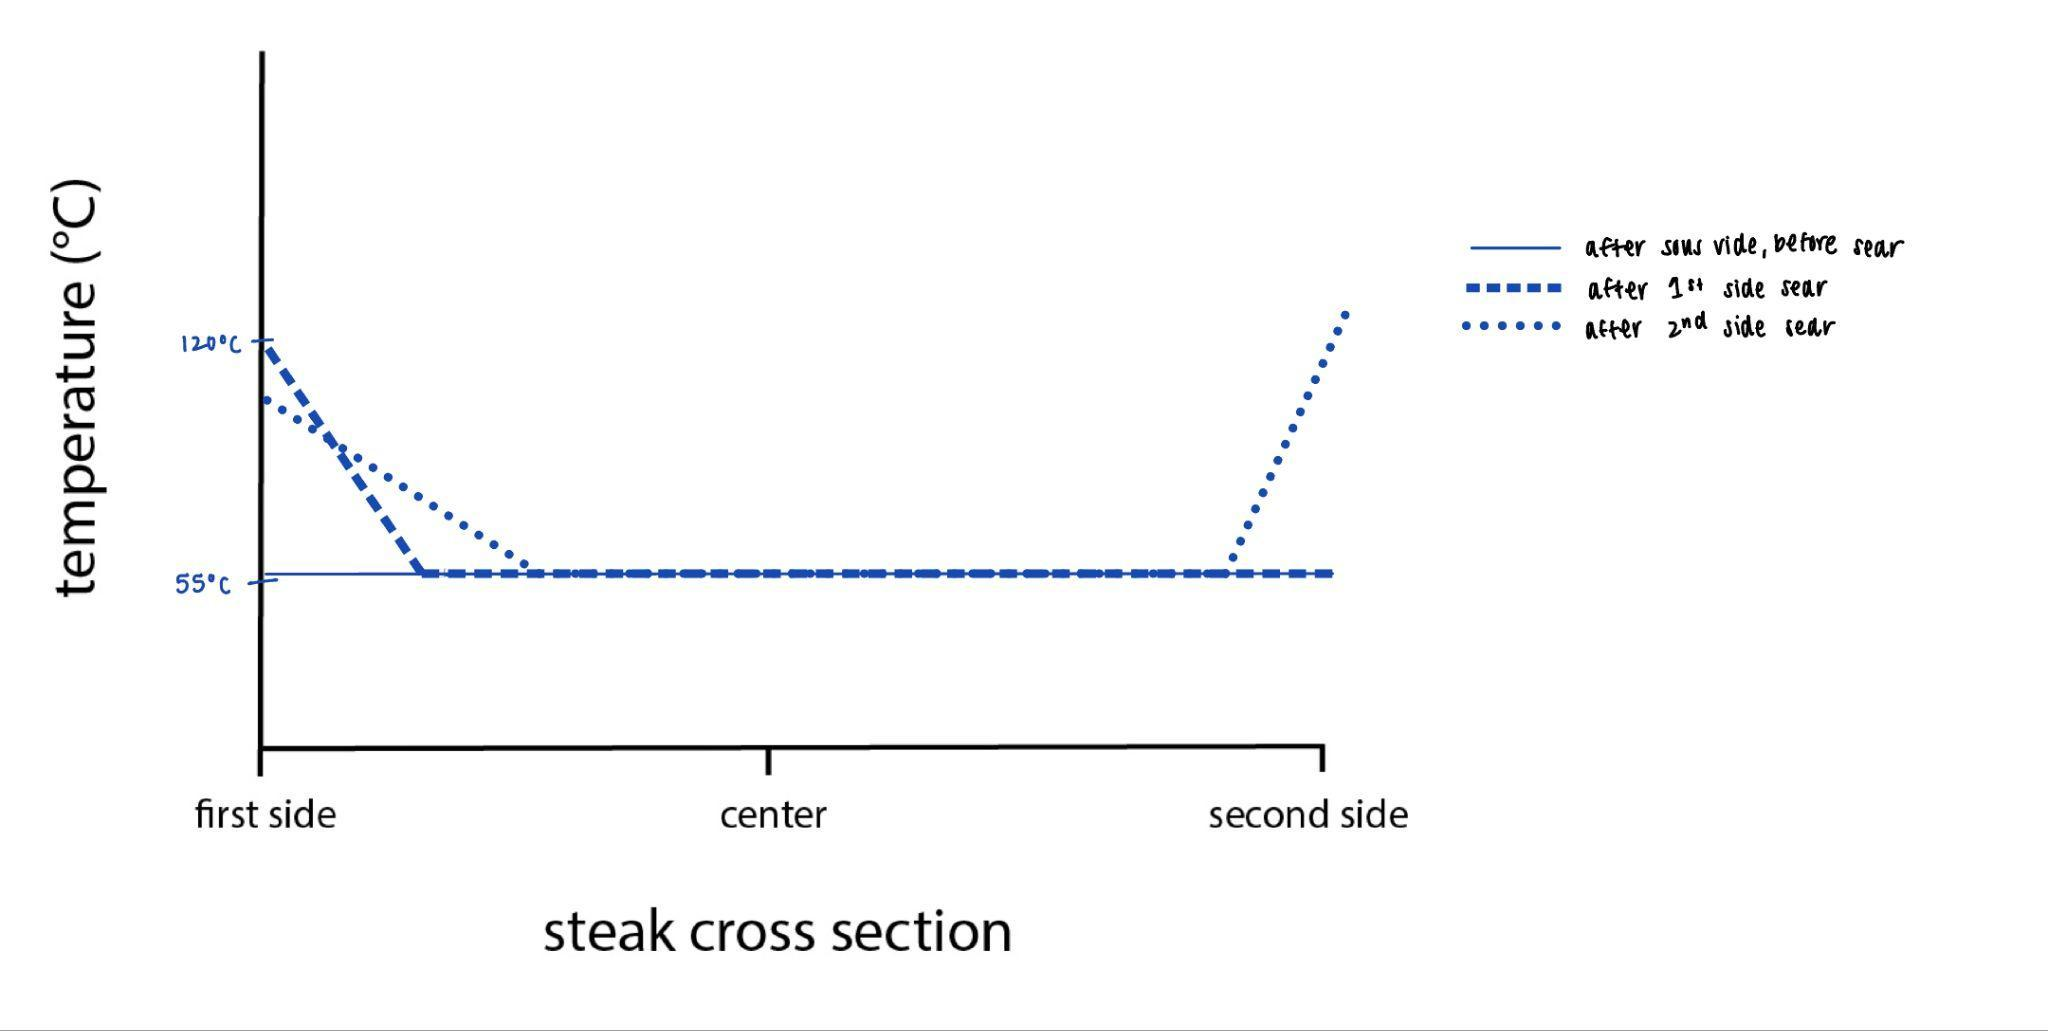 temperature (°C)
120°C
55°C
after sous vide, before sear
after 1st side sear
after 2nd side sear
first side
center
second side
steak cross section